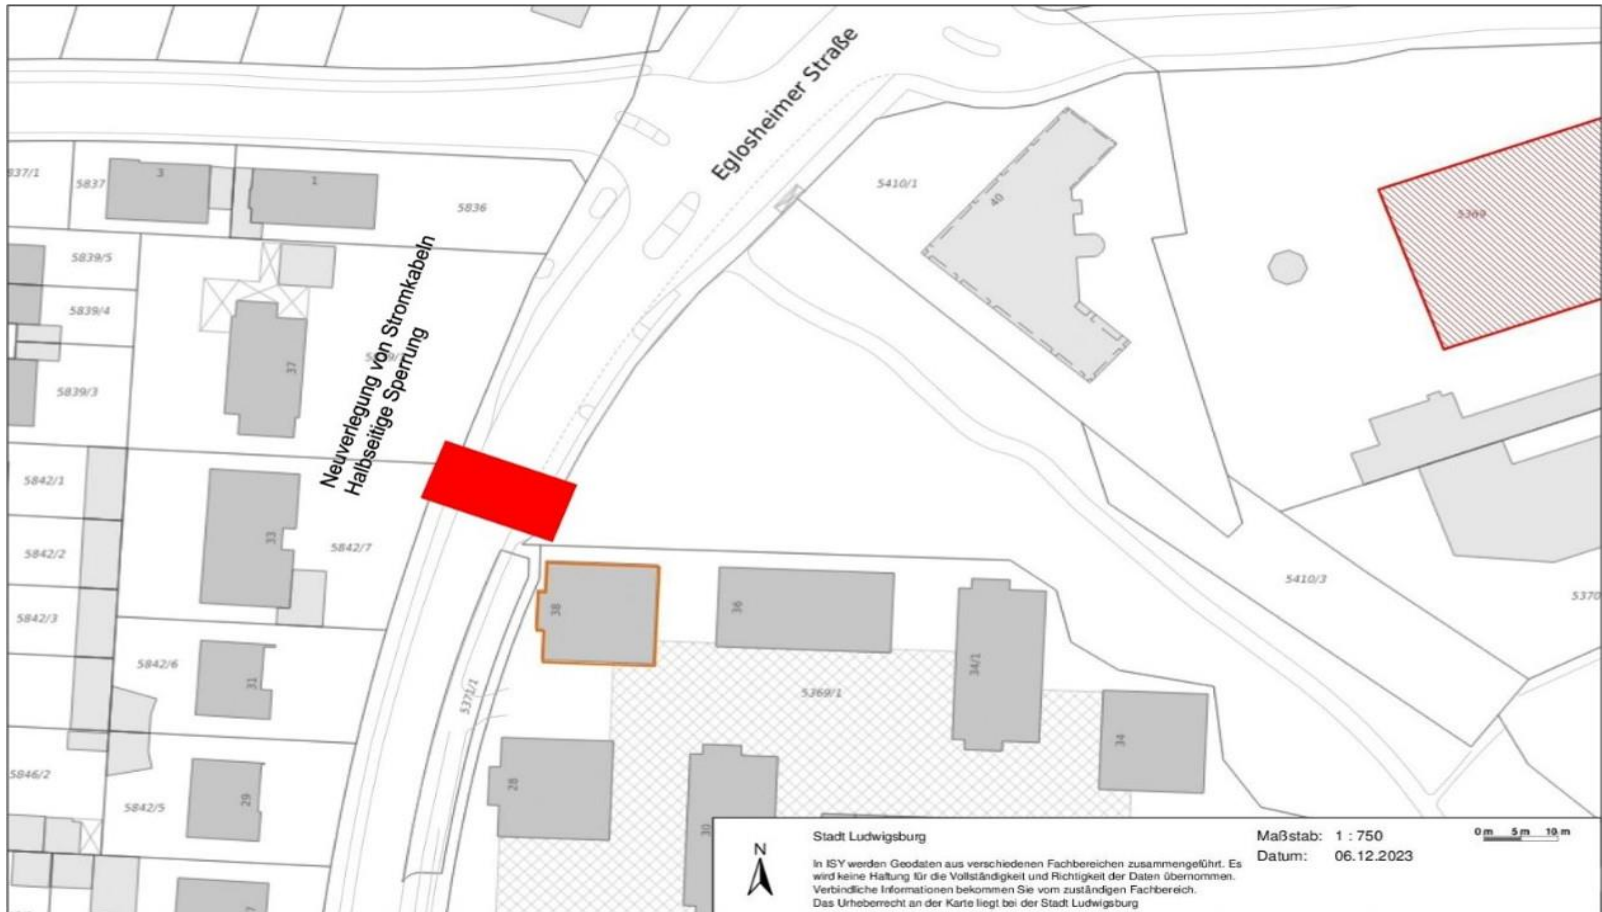 Eglosheimer Straße
837/1
5837
3
1
5836
5410/1
40
5369
5839/5
5839/4
5839/3
37
Neuverlegung von Stromkabeln
Halbseitige Sperrung
5842/1
5842/2
5842/3
33
5842/7
5842/6
31
5846/2
5842/5
29
5371/1
38
36
34/1
34
5369/1
28
30
5410/3
5370
N
Stadt Ludwigsburg
In ISY werden Geodaten aus verschiedenen Fachbereichen zusammengeführt. Es
wird keine Haftung für die Vollständigkeit und Richtigkeit der Daten übernommen.
Verbindliche Informationen bekommen Sie vom zuständigen Fachbereich.
Das Urheberrecht an der Karte liegt bei der Stadt Ludwigsburg
Maßstab: 1 : 750
Datum: 06.12.2023
0 m 5 m 10 m